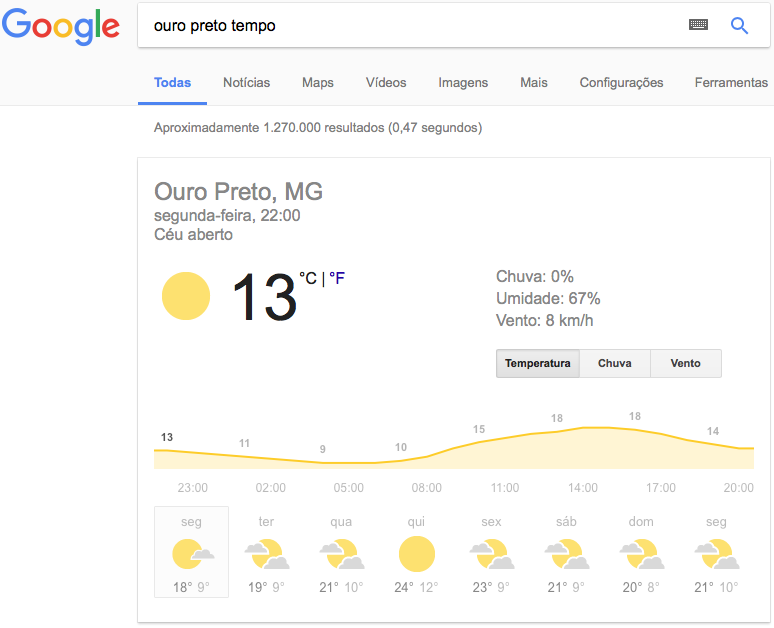 Google
ouro preto tempo
Todas Notícias Maps Vídeos Imagens Mais Configurações Ferramentas
Aproximadamente 1.270.000 resultados (0,47 segundos)
Ouro Preto, MG
segunda-feira, 22:00
Céu aberto
13 °C | °F
Chuva: 0%
Umidade: 67%
Vento: 8 km/h
Temperatura Chuva Vento
13 11 9 10 15 18 18 14
23:00 02:00 05:00 08:00 11:00 14:00 17:00 20:00
seg ter qua qui sex sáb dom seg
18° 9° 19° 9° 21° 10° 24° 12° 23° 9° 21° 9° 20° 8° 21° 10°